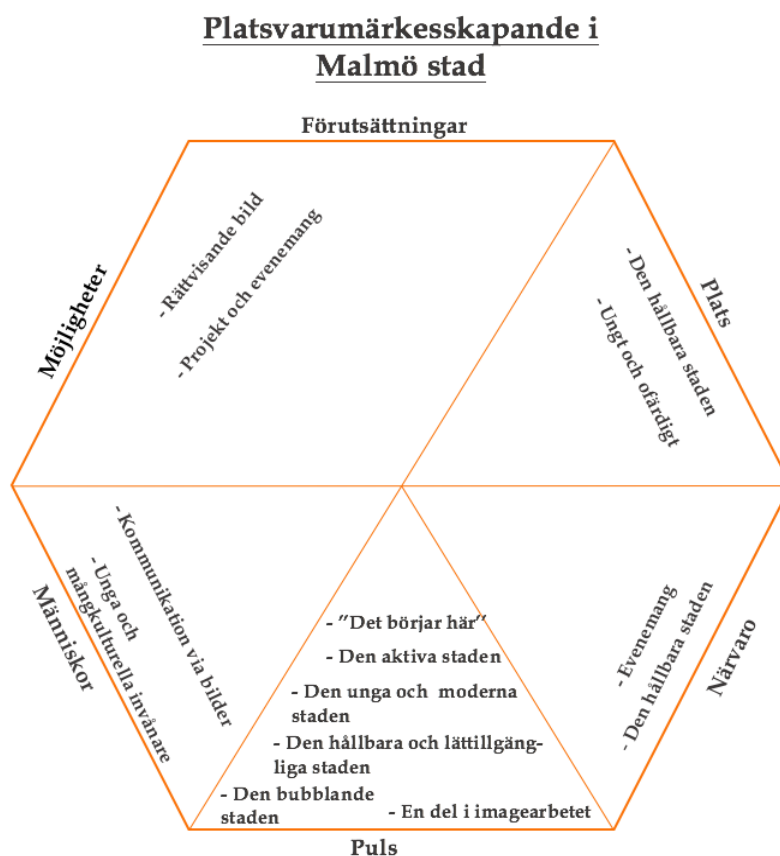 Platsvarumärkesskapande i
Malmö stad
Förutsättningar
Möjligheter
- Rättvisande bild
- Projekt och evenemang
Plats
- Den hållbara staden
- Ungt och ofärdigt
Människor
- Kommunikation via bilder
- Unga och
mångkulturella invånare
- ”Det börjar här”
- Den aktiva staden
- Den unga och moderna
staden
- Den hållbara och lättillgäng-
liga staden
- Den bubblande
staden
- En del i imagearbetet
Puls
- Evenemang
- Den hållbara staden
Närvaro